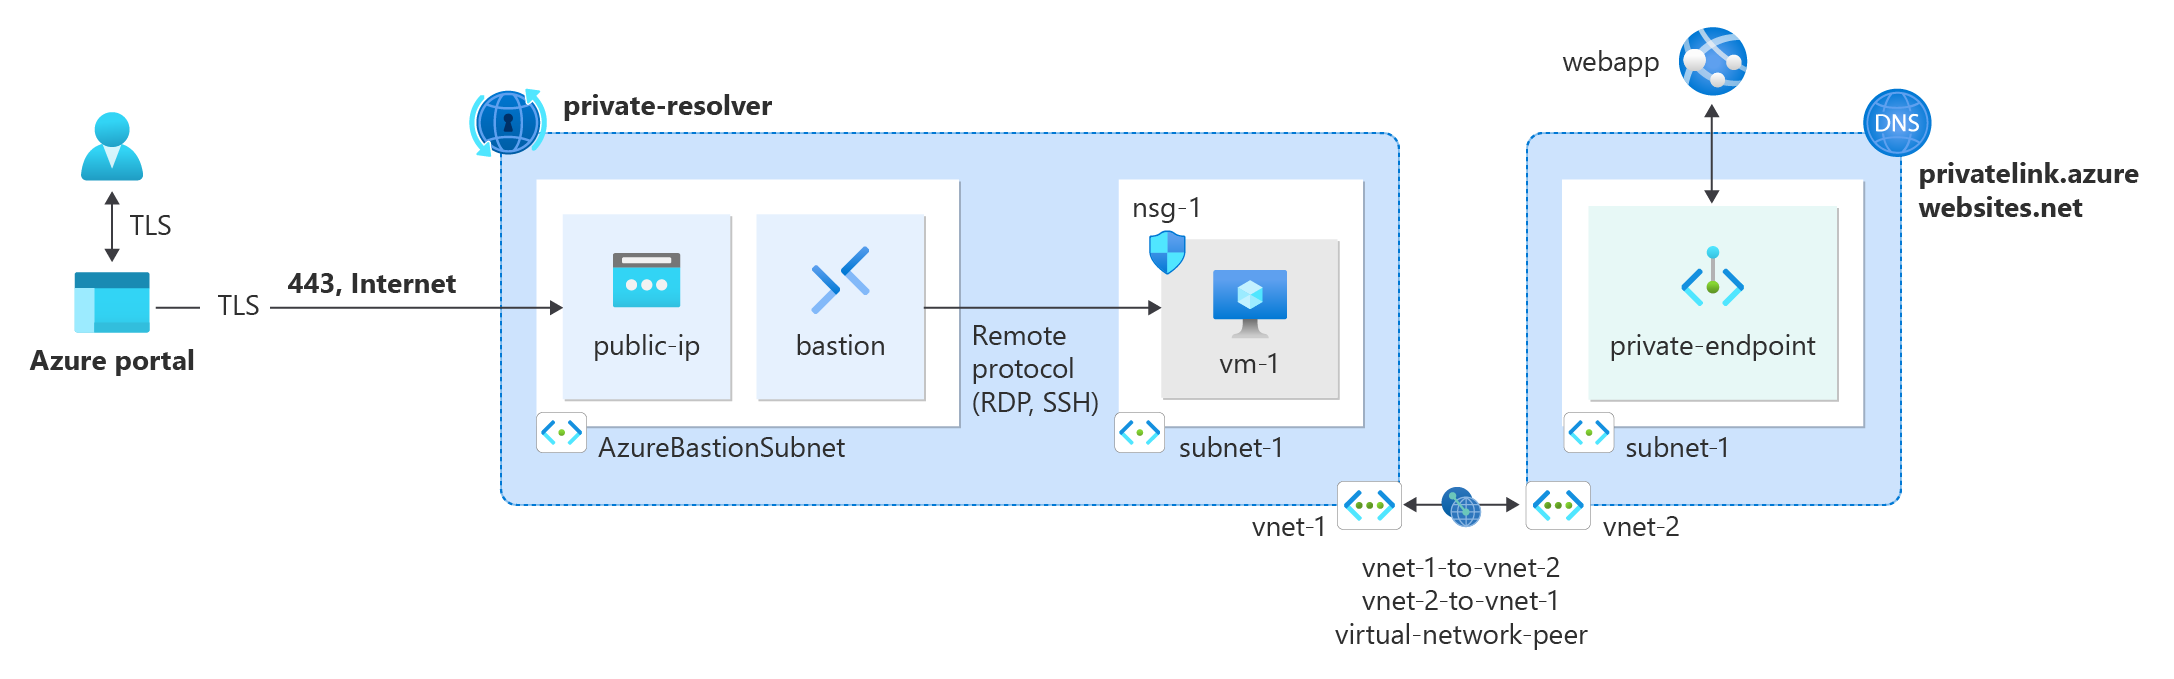 webapp
private-resolver
DNS
privatelink.azure
websites.net
nsg-1
TLS
443, Internet
TLS
Azure portal
public-ip
bastion
Remote
protocol
(RDP, SSH)
vm-1
private-endpoint
AzureBastionSubnet
subnet-1
subnet-1
vnet-1
vnet-2
vnet-1-to-vnet-2
vnet-2-to-vnet-1
virtual-network-peer